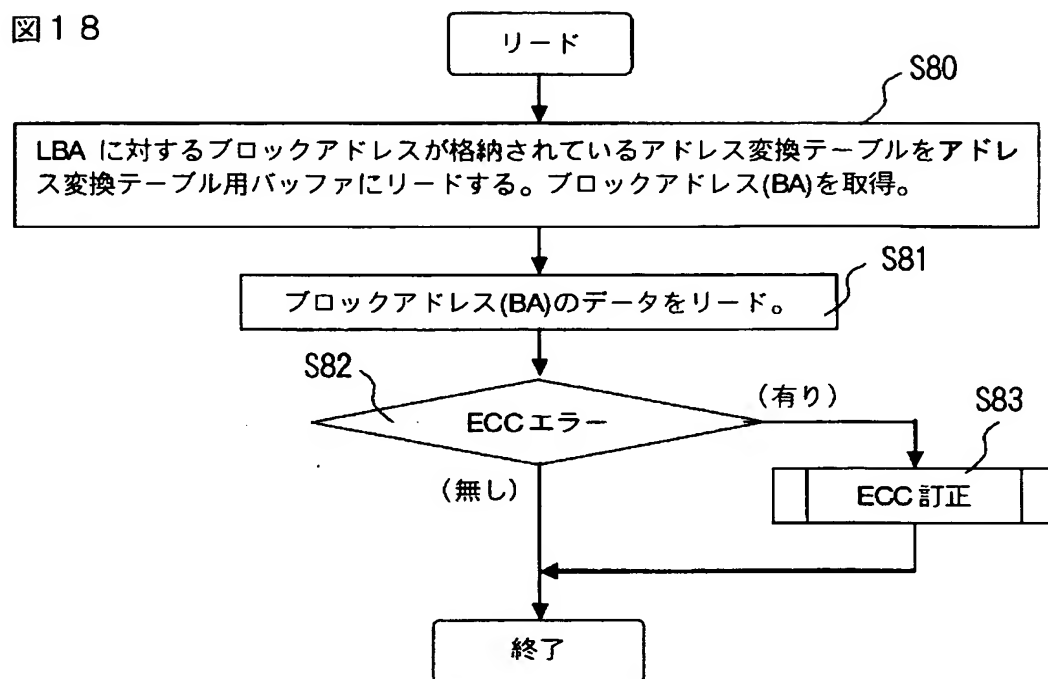 図18
リード
S80
LBA に対するブロックアドレスが格納されているアドレス変換テーブルをアドレ
ス変換テーブル用バッファにリードする。ブロックアドレス(BA)を取得。
S81
ブロックアドレス(BA)のデータをリード。
S82
ECCエラー
(有り)
S83
(無し)
ECC訂正
終了